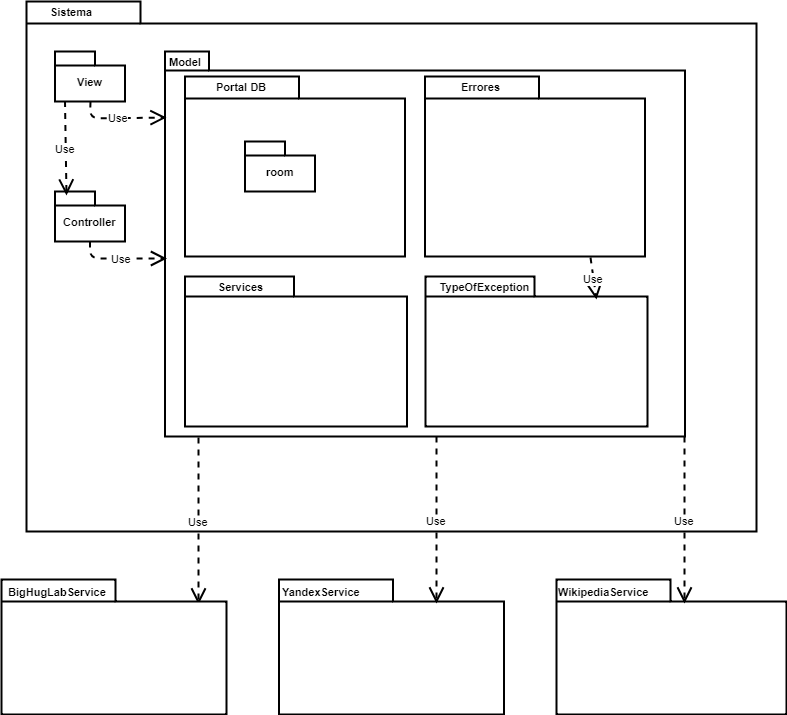 Sistema
Model
View
Use
Portal DB
Errores
Use
room
Controller
Use
Services
Use
TypeOfException
Use
Use
Use
BigHugLabService
YandexService
WikipediaService